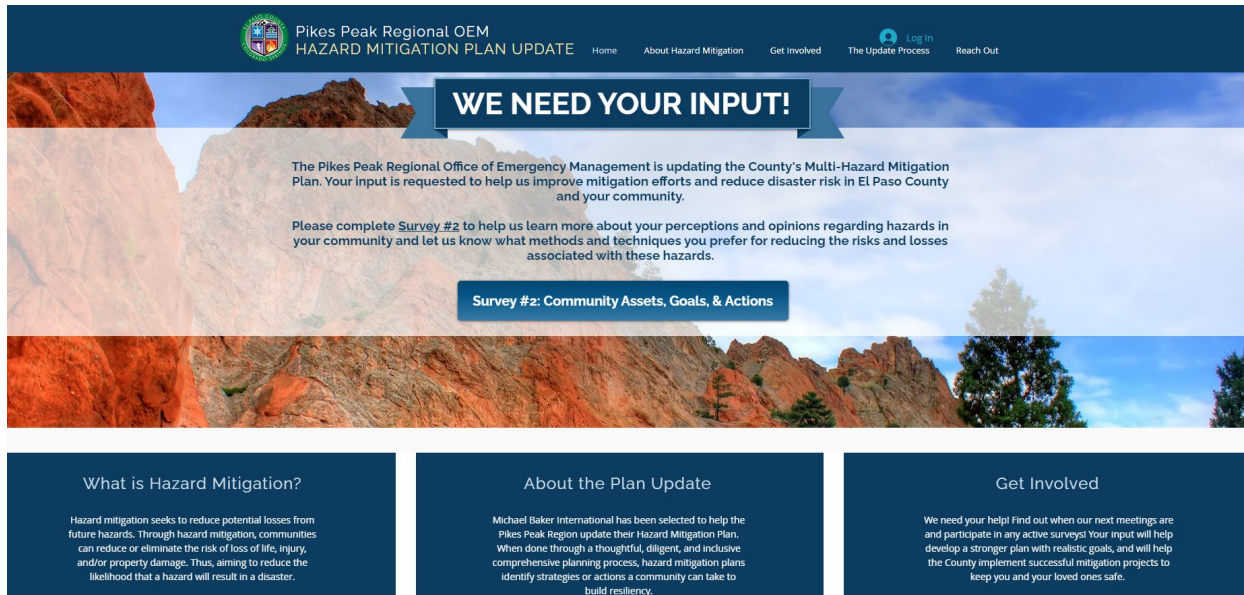 Pikes Peak Regional OEM
HAZARD MITIGATION PLAN UPDATE
Home
About Hazard Mitigation
Get Involved
The Update Process
Reach Out
Log In
WE NEED YOUR INPUT!
The Pikes Peak Regional Office of Emergency Management is updating the County's Multi-Hazard Mitigation
Plan. Your input is requested to help us improve mitigation efforts and reduce disaster risk in El Paso County
and your community.
Please complete Survey #2 to help us learn more about your perceptions and opinions regarding hazards in
your community and let us know what methods and techniques you prefer for reducing the risks and losses
associated with these hazards.
Survey #2: Community Assets, Goals, & Actions
What is Hazard Mitigation?
Hazard mitigation seeks to reduce potential losses from
future hazards. Through hazard mitigation, communities
can reduce or eliminate the risk of loss of life, injury,
and/or property damage. Thus, aiming to reduce the
likelihood that a hazard will result in a disaster.
About the Plan Update
Michael Baker International has been selected to help the
Pikes Peak Region update their Hazard Mitigation Plan.
When done through a thoughtful, diligent, and inclusive
comprehensive planning process, hazard mitigation plans
identify strategies or actions a community can take to
build resiliency.
Get Involved
We need your help! Find out when our next meetings are
and participate in any active surveys! Your input will help
develop a stronger plan with realistic goals, and will help
the County implement successful mitigation projects to
keep you and your loved ones safe.